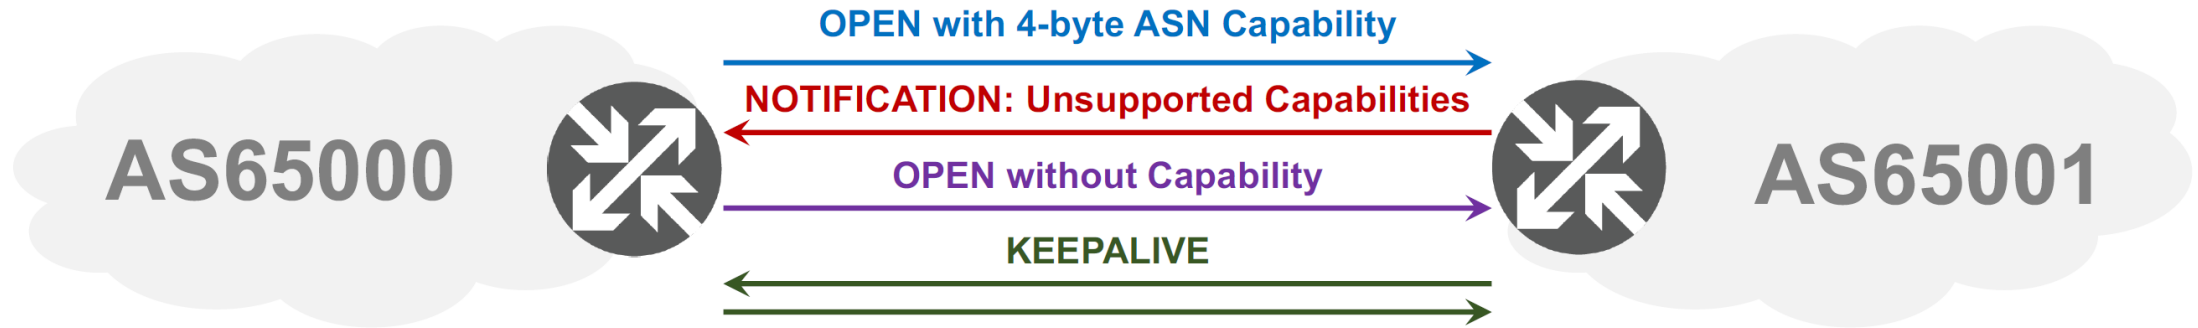 OPEN with 4-byte ASN Capability
NOTIFICATION: Unsupported Capabilities
AS65000
OPEN without Capability
AS65001
KEEPALIVE